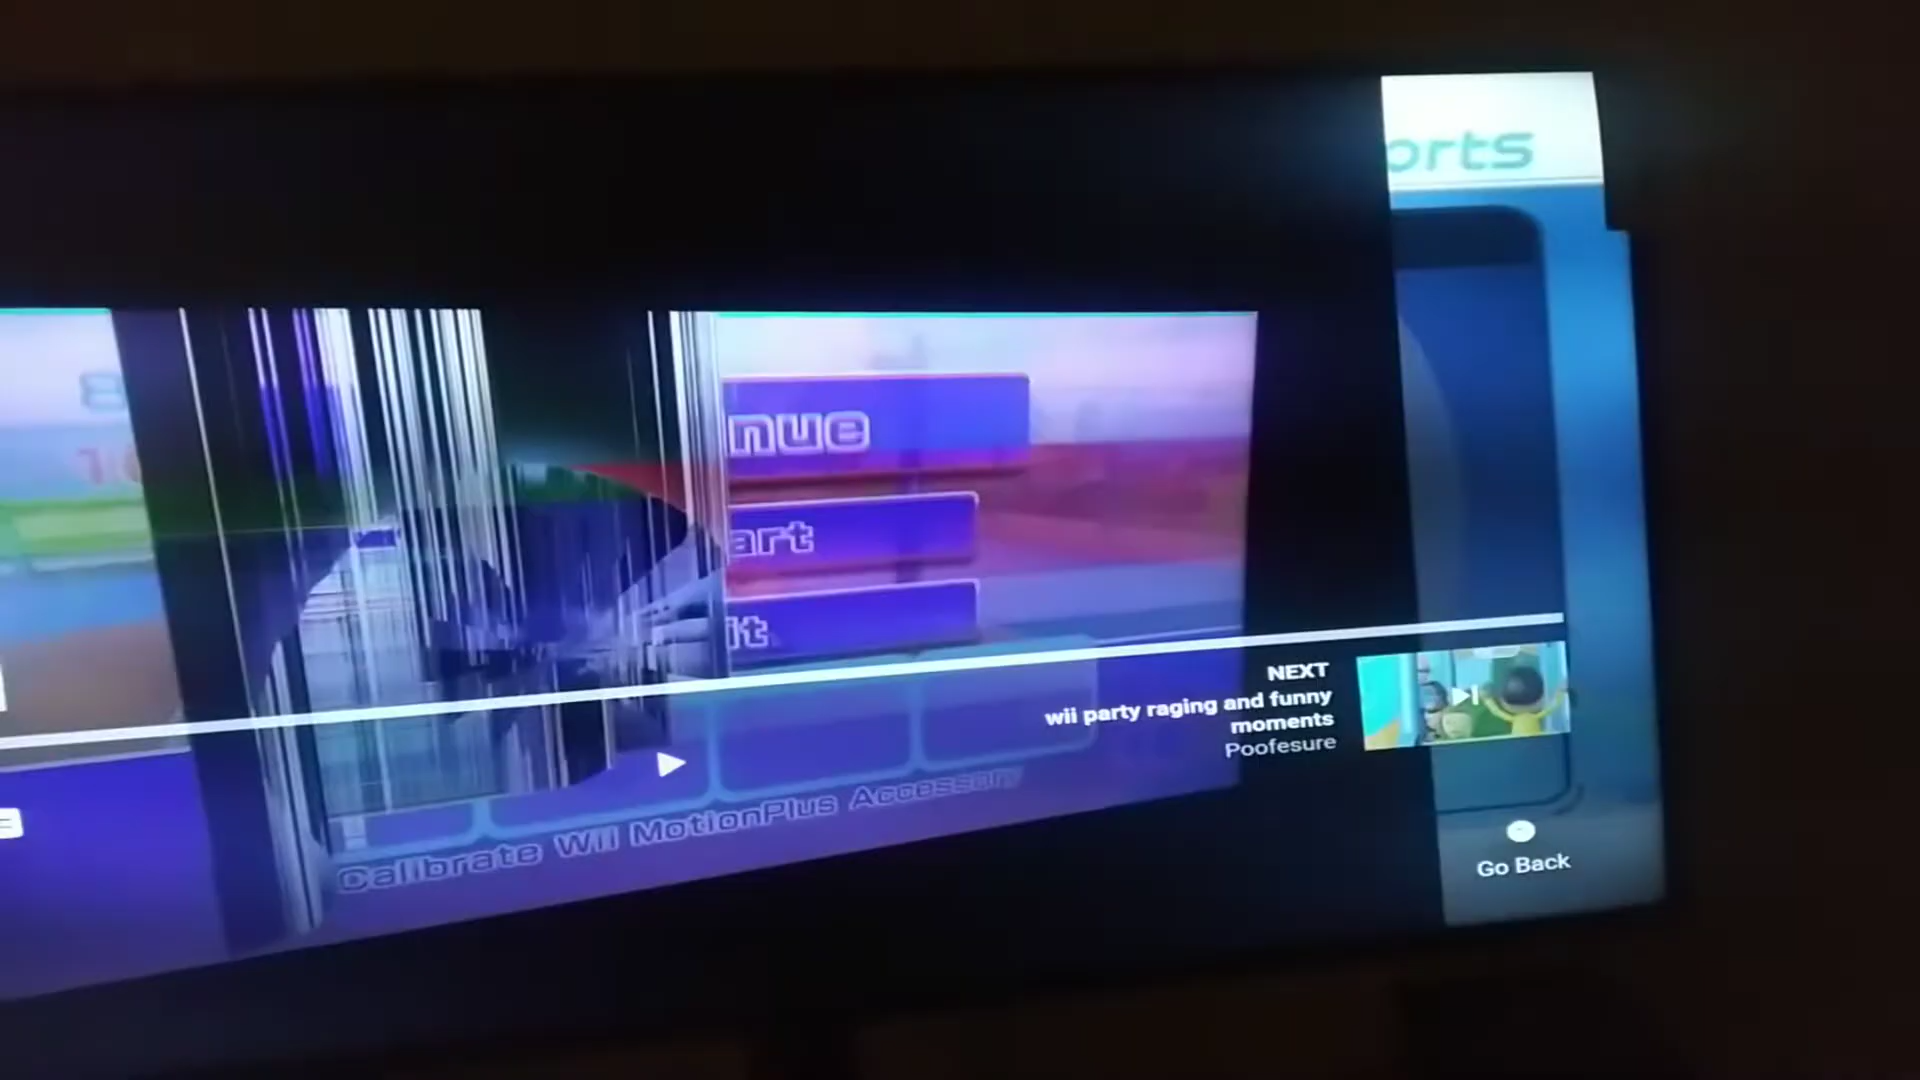 orts
nue
art
it
NEXT
wii party raging and funny
moments
Poofesure
Calibrate Wii MotionPlus Accessory
Go Back